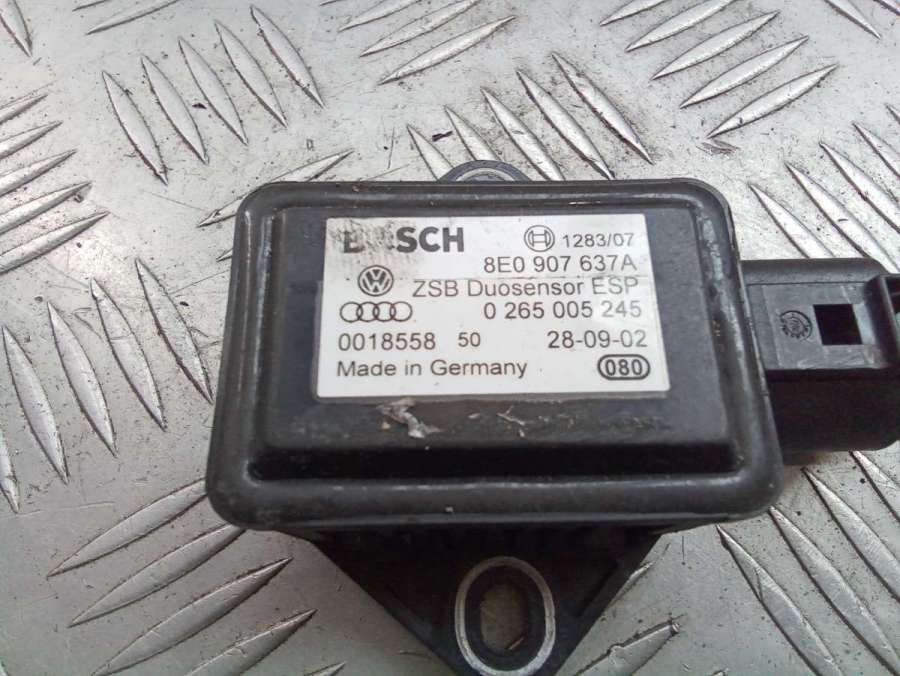 BOSCH 1283/07
8E0 907 637A
ZSB Duosensor ESP
0 265 005 245
0018558 50 28-09-02
Made in Germany 080